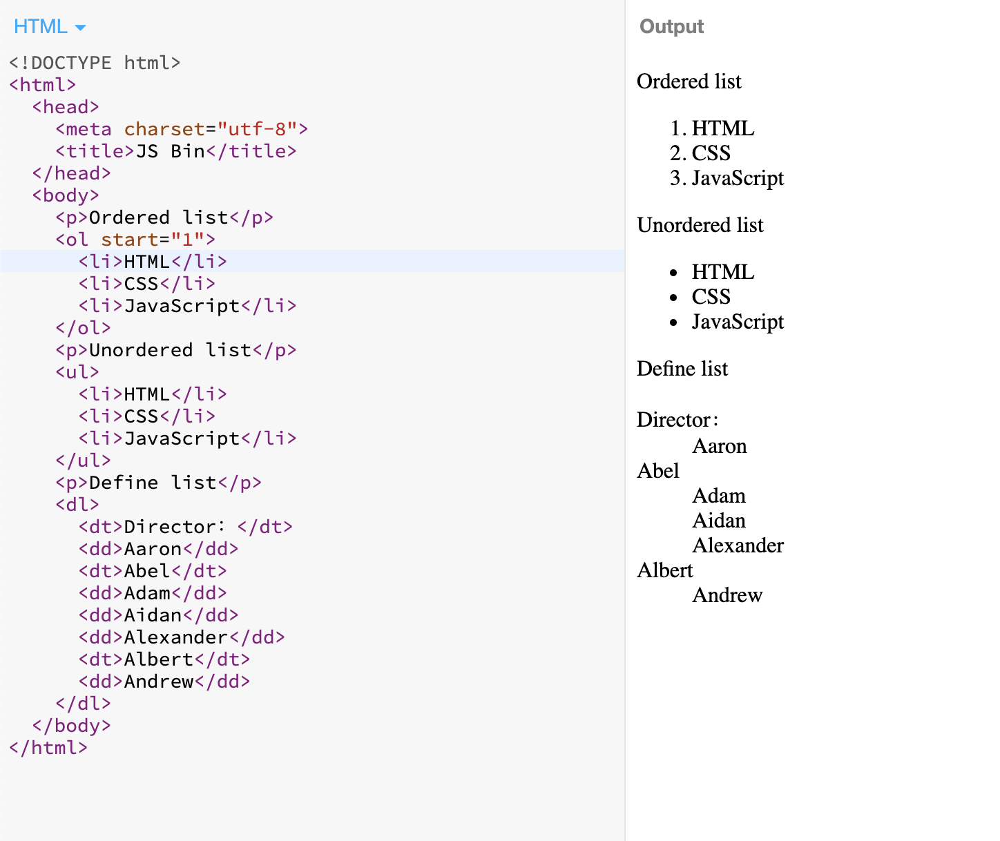 HTML
<!DOCTYPE html>
<html>
  <head>
    <meta charset="utf-8">
    <title>JS Bin</title>
  </head>
  <body>
    <p>Ordered list</p>
    <ol start="1">
      <li>HTML</li>
      <li>CSS</li>
      <li>JavaScript</li>
    </ol>
    <p>Unordered list</p>
    <ul>
      <li>HTML</li>
      <li>CSS</li>
      <li>JavaScript</li>
    </ul>
    <p>Define list</p>
    <dl>
      <dt>Director：</dt>
      <dd>Aaron</dd>
      <dt>Abel</dt>
      <dd>Adam</dd>
      <dd>Aidan</dd>
      <dd>Alexander</dd>
      <dt>Albert</dt>
      <dd>Andrew</dd>
    </dl>
  </body>
</html>
Output
Ordered list
1. HTML
2. CSS
3. JavaScript
Unordered list
• HTML
• CSS
• JavaScript
Define list
Director：
Aaron
Abel
Adam
Aidan
Alexander
Albert
Andrew